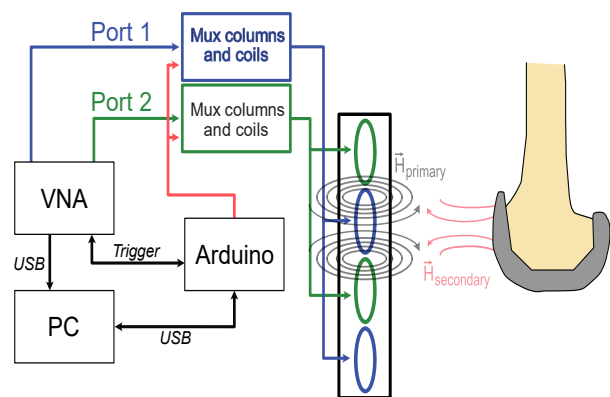 Port 1
Mux columns
and coils
Port 2
Mux columns
and coils
VNA
Trigger
Arduino
USB
PC
USB
H⃗primary
H⃗secondary